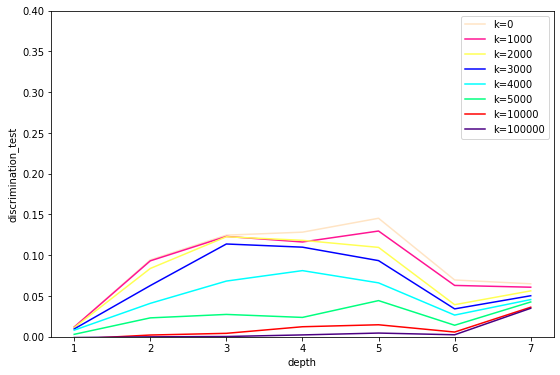 0.40
0.35
0.30
0.25
0.20
0.15
0.10
0.05
0.00
discrimination_test
1 2 3 4 5 6 7
depth
k=0
k=1000
k=2000
k=3000
k=4000
k=5000
k=10000
k=100000